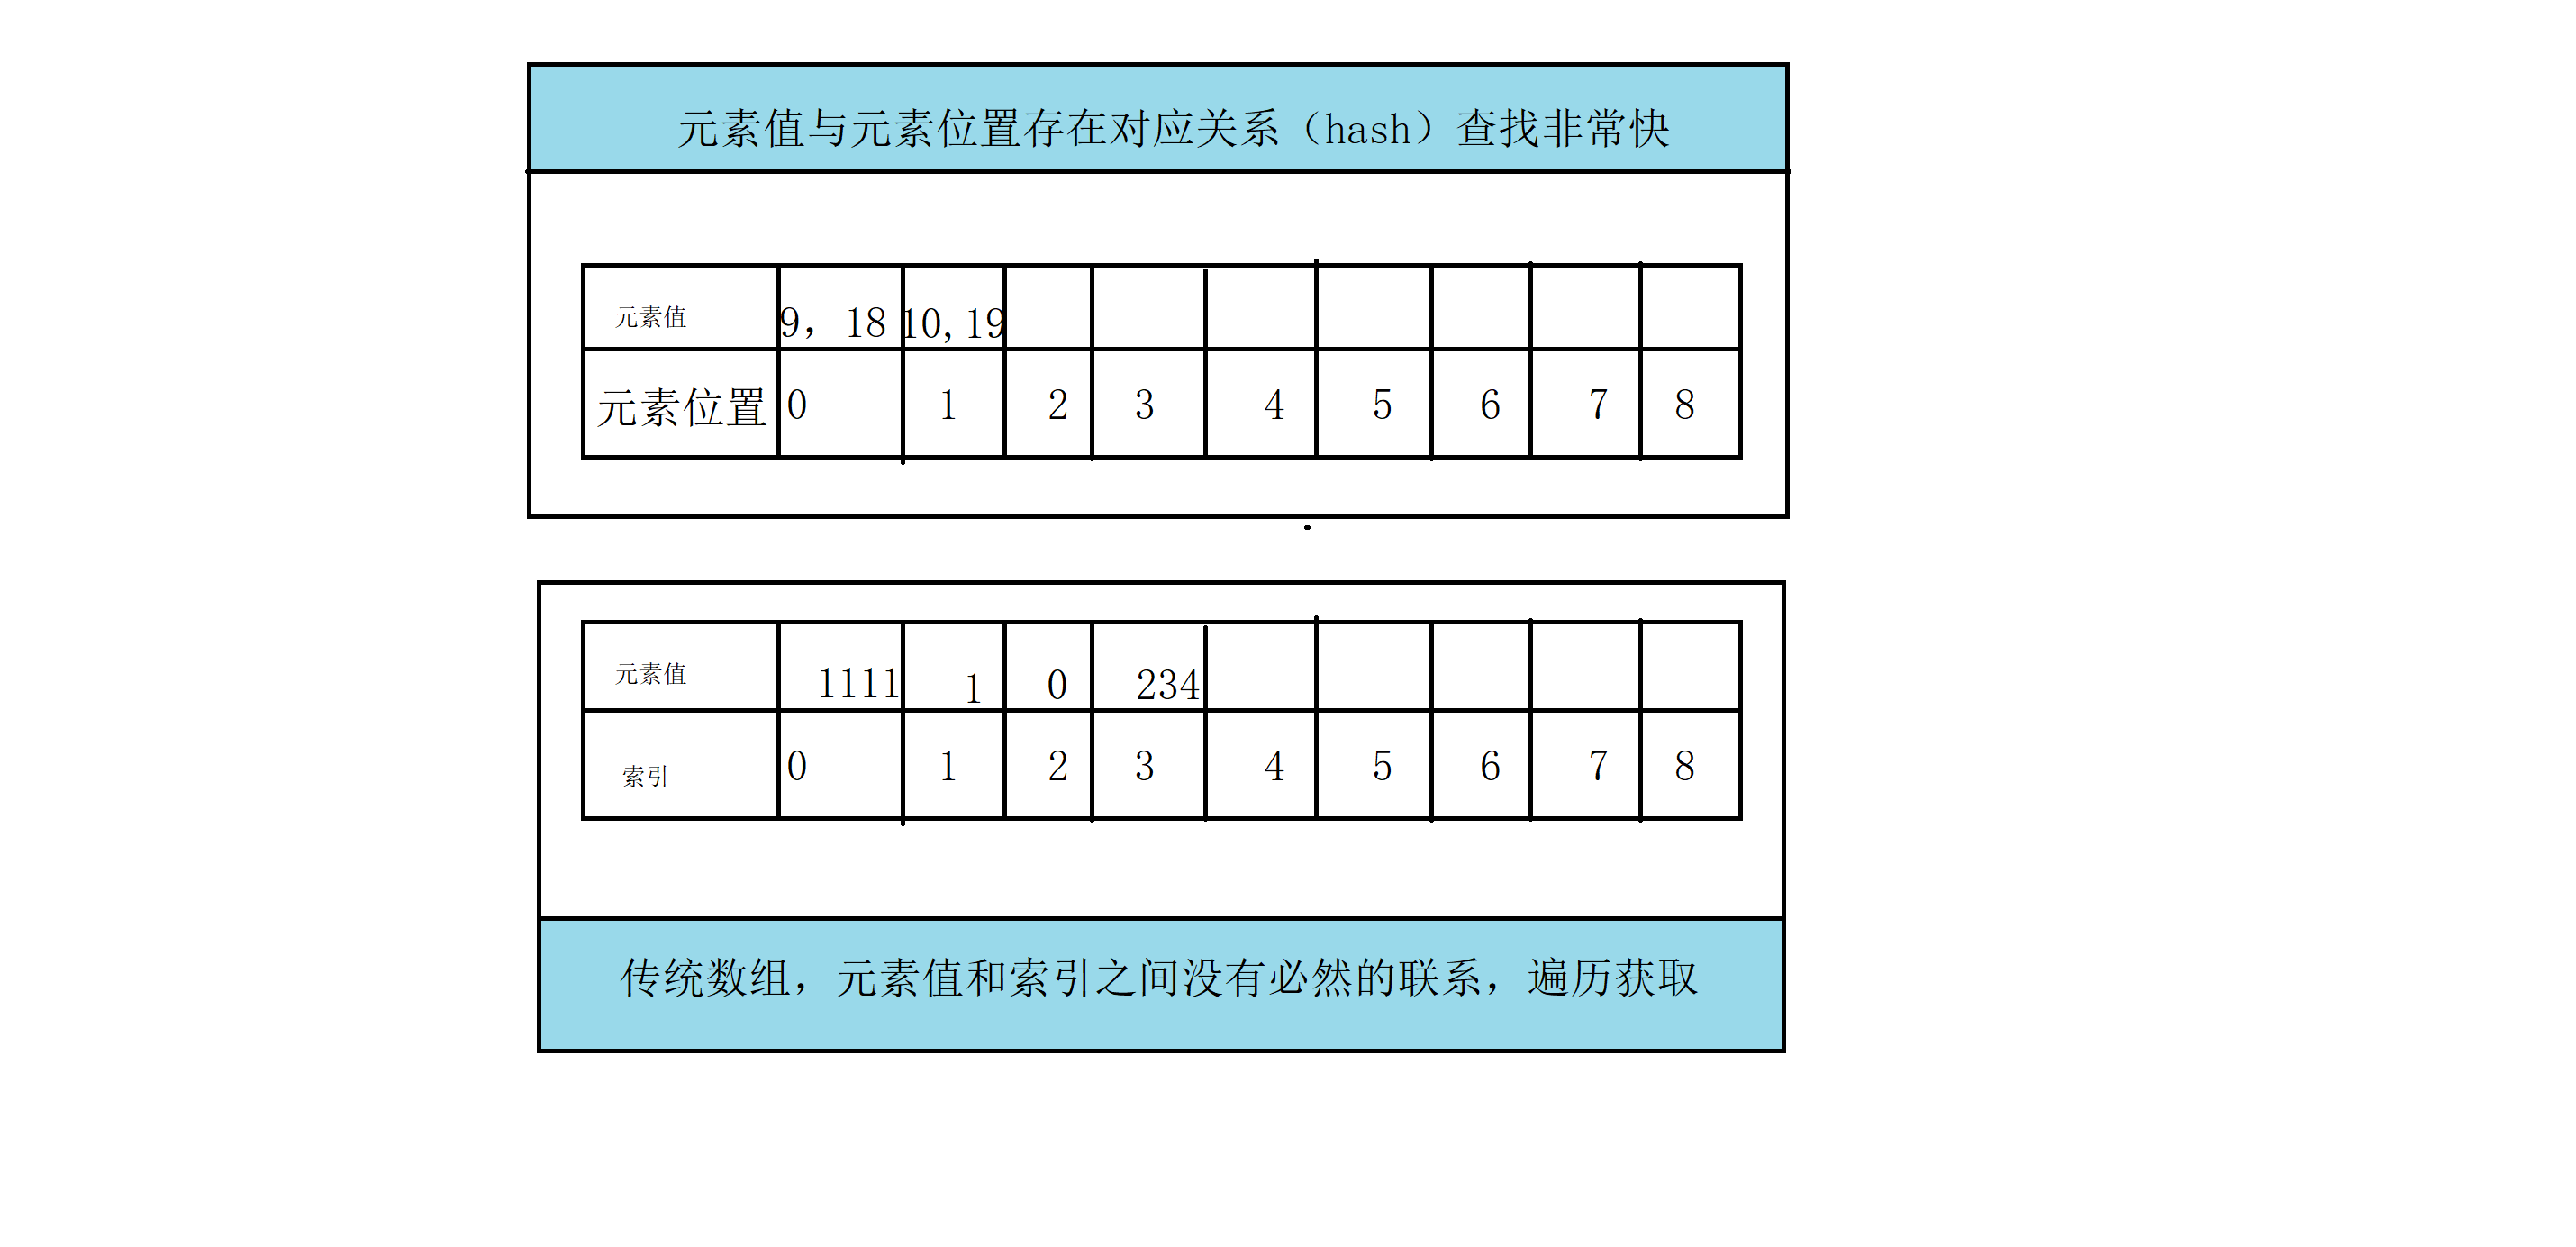 元素值与元素位置存在对应关系（hash）查找非常快
元素值 9，18 10,19
元素位置 0 1 2 3 4 5 6 7 8
元素值 1111 1 0 234
索引 0 1 2 3 4 5 6 7 8
传统数组，元素值和索引之间没有必然的联系，遍历获取